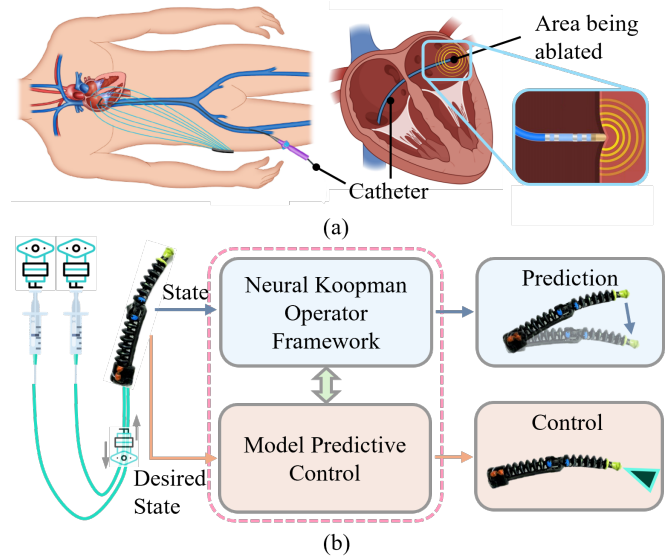 Area being
ablated
Catheter
(a)
State
Neural Koopman
Operator
Framework
Prediction
Desired
State
Model Predictive
Control
Control
(b)